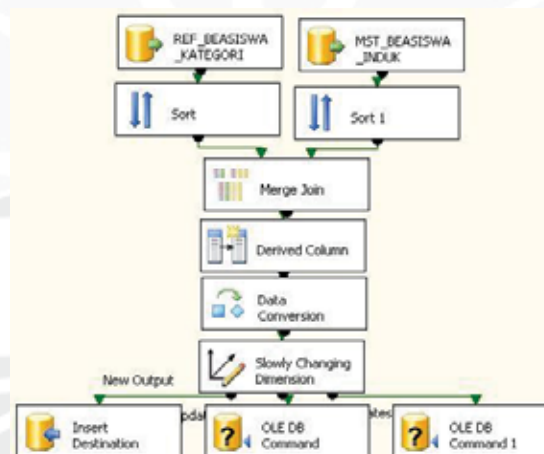 REF_BEASISWA
_KATEGORI
MST_BEASISWA
_INDUK
Sort
Sort 1
Merge Join
Derived Column
Data
Conversion
Slowly Changing
Dimension
New Output
Insert
Destination
OLE DB
Command
OLE DB
Command 1